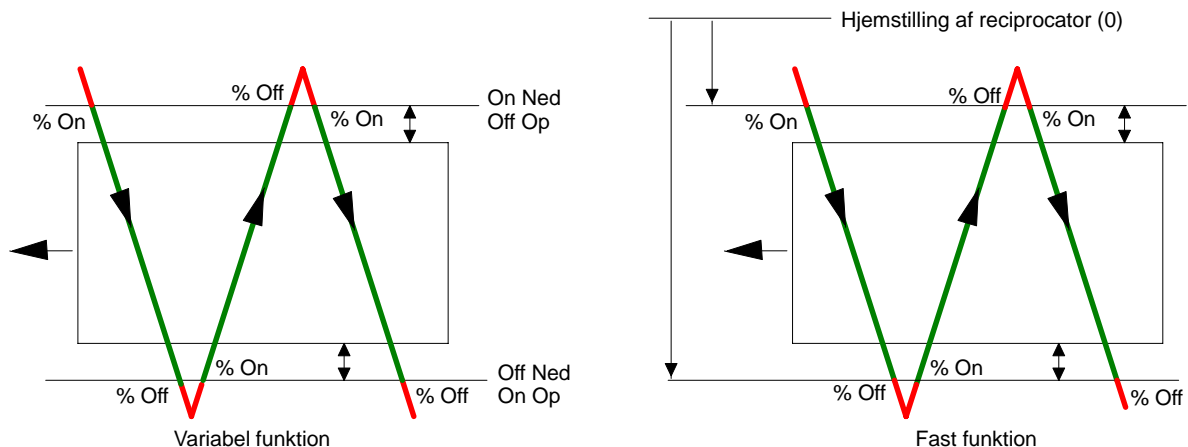 Hjemstilling af reciprocator (0)
% Off
On Ned
% On
% On
Off Op
% Off
% On
% On
% On
Off Ned
% Off
% Off
On Op
% On
% Off
% Off
Variabel funktion
Fast funktion